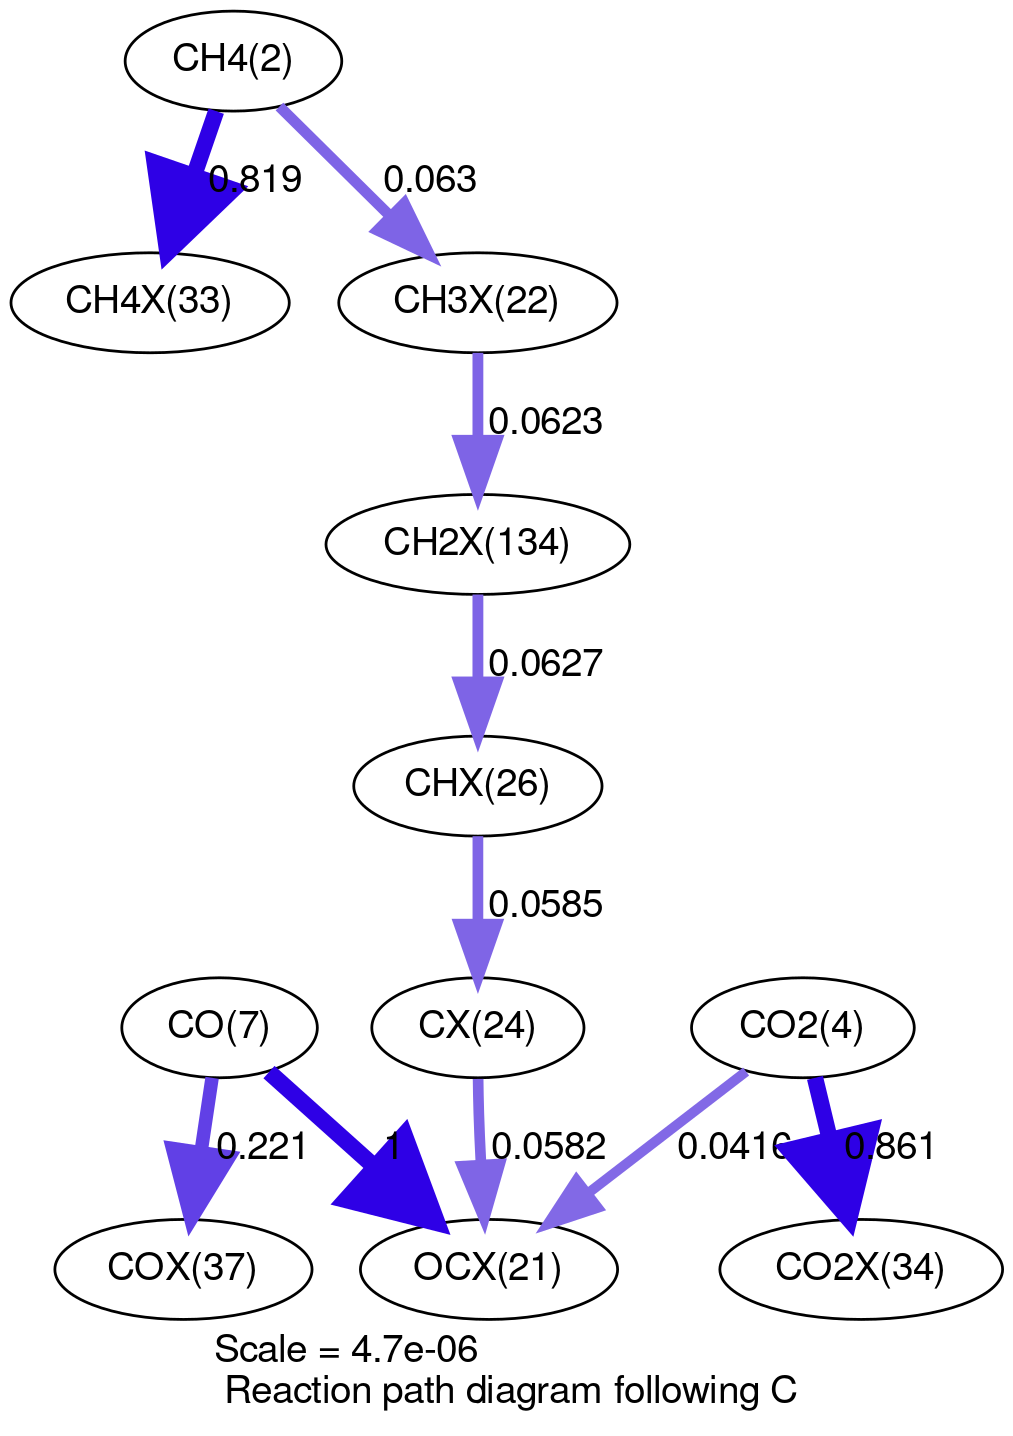 CH4(2)
0.819
0.063
CH4X(33)
CH3X(22)
0.0623
CH2X(134)
0.0627
CHX(26)
0.0585
CO(7)
CX(24)
CO2(4)
0.221
1
0.0582
0.861
COX(37)
OCX(21)
CO2X(34)
Scale = 4.7e-06
Reaction path diagram following C